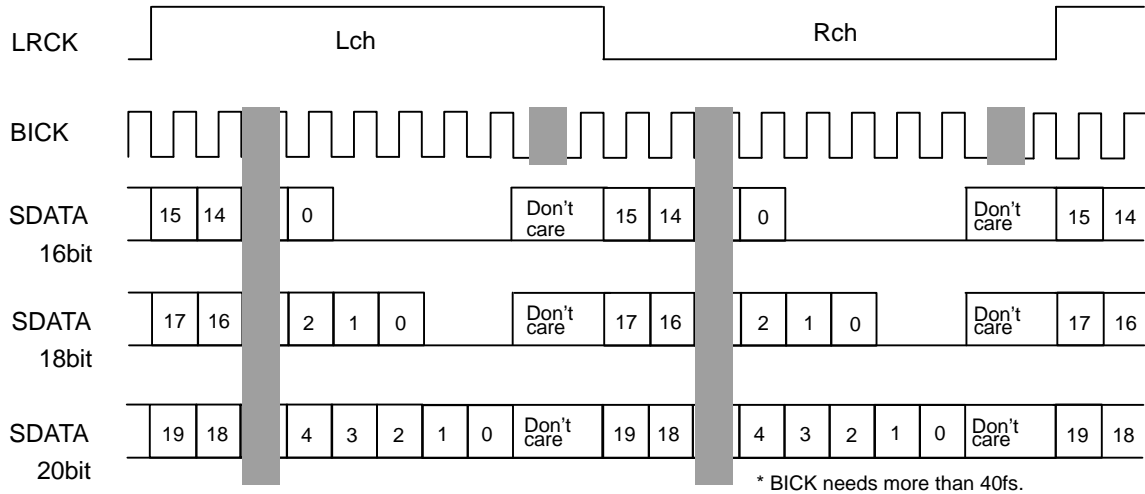 LRCK Lch Rch
BICK
SDATA 15 14 0 Don't care 15 14 0 Don't care 15 14
16bit
SDATA 17 16 2 1 0 Don't care 17 16 2 1 0 Don't care 17 16
18bit
SDATA 19 18 4 3 2 1 0 Don't care 19 18 4 3 2 1 0 Don't care 19 18
20bit
* BICK needs more than 40fs.